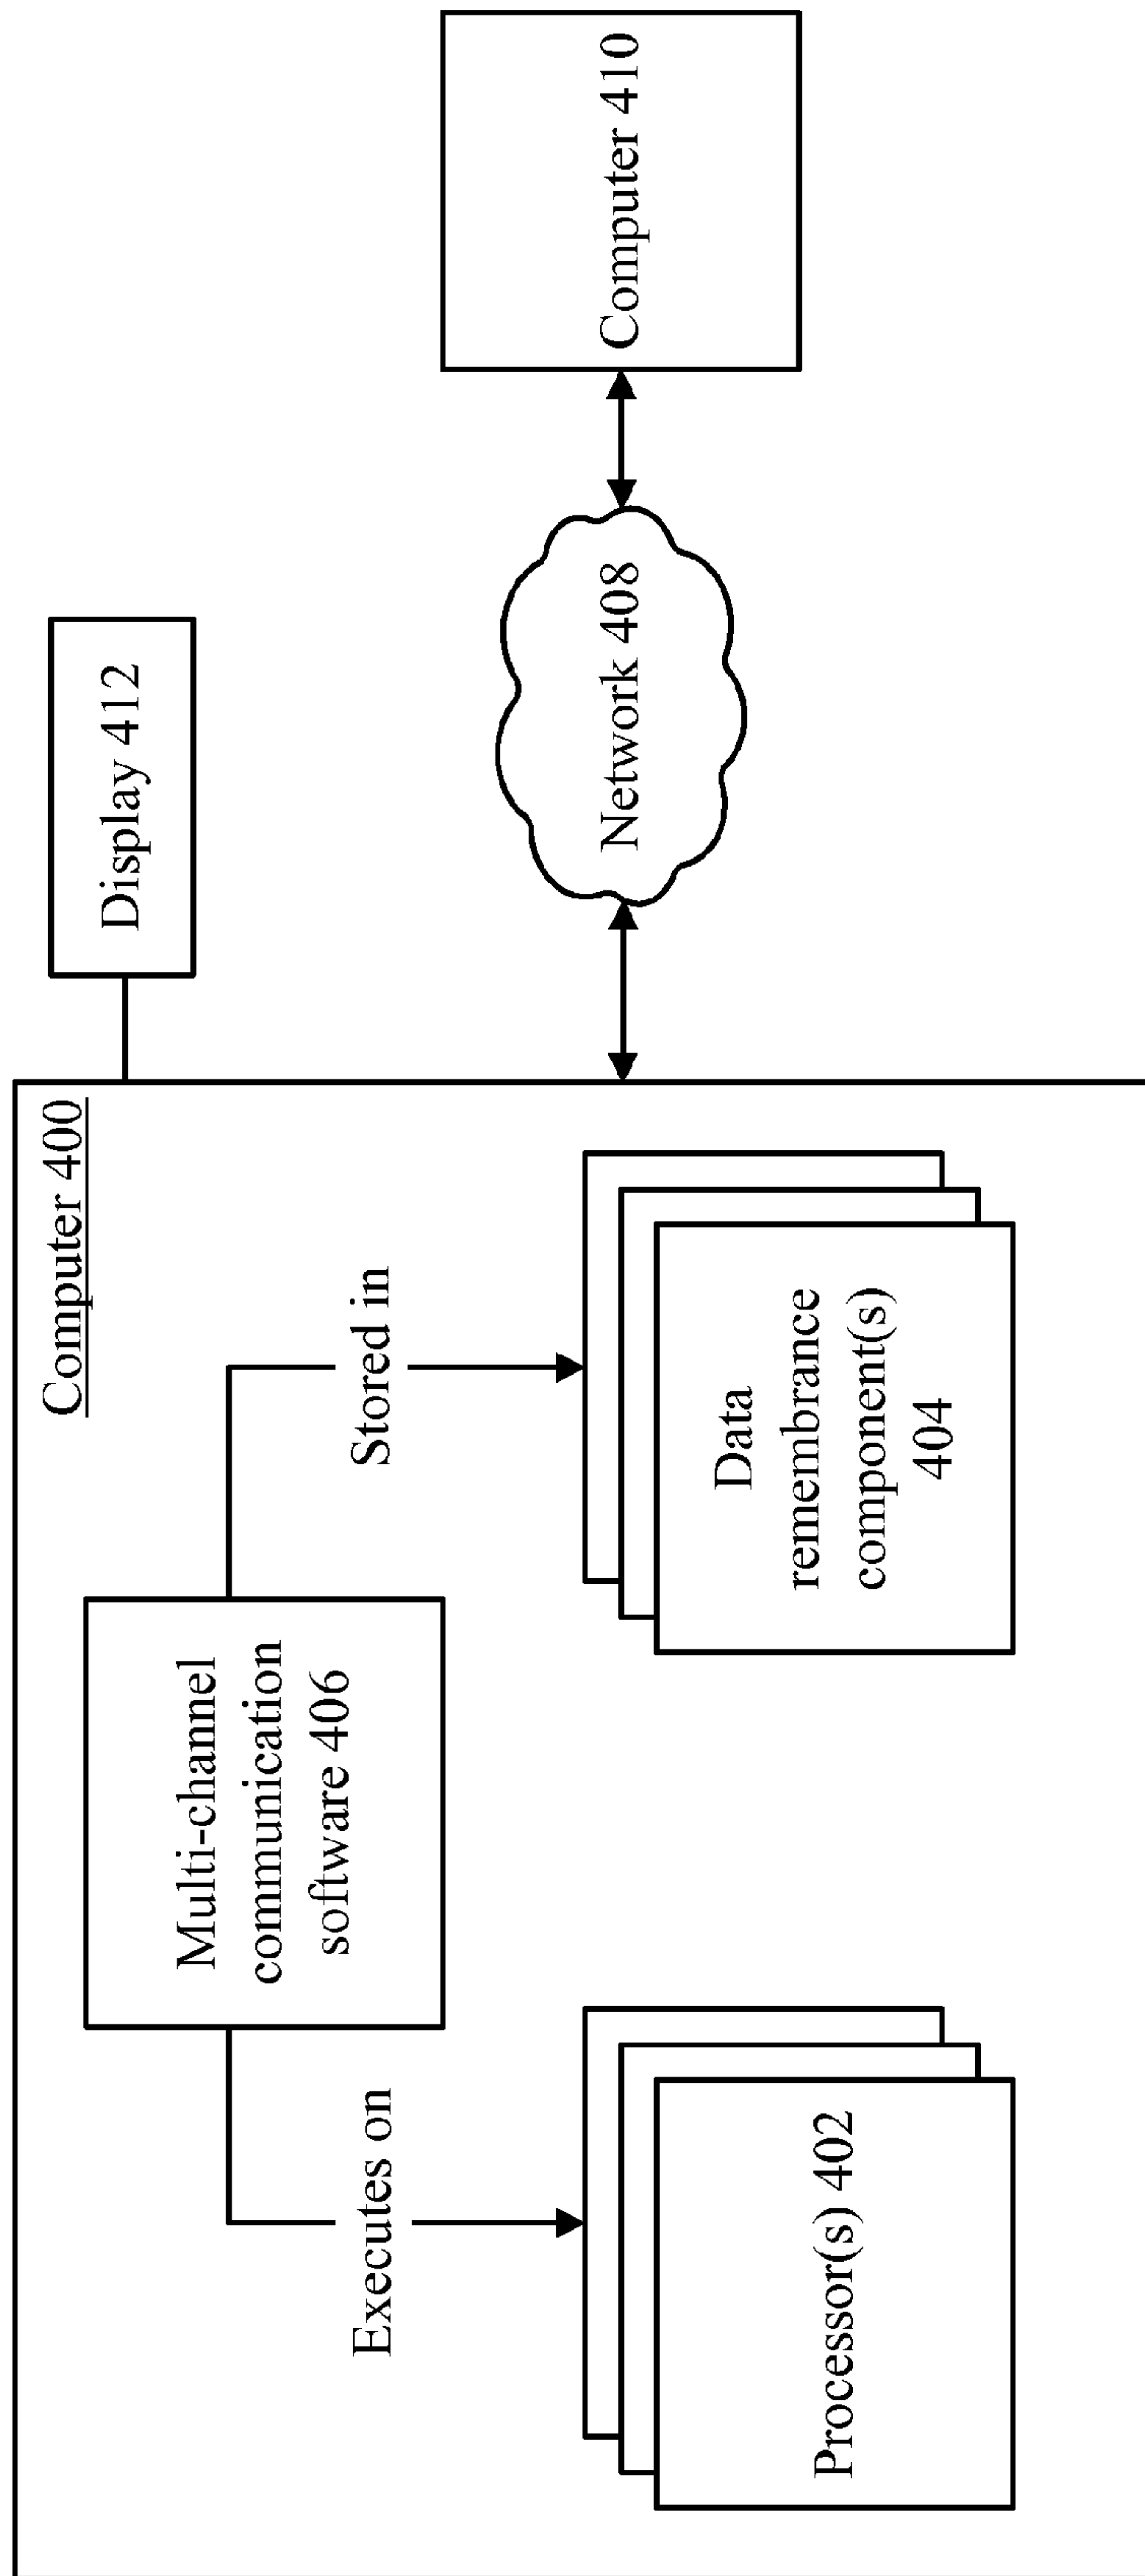 Computer 400
Multi-channel
communication
software 406
Executes on
Stored in
Processor(s) 402
Data
remembrance
component(s)
404
Display 412
Network 408
Computer 410